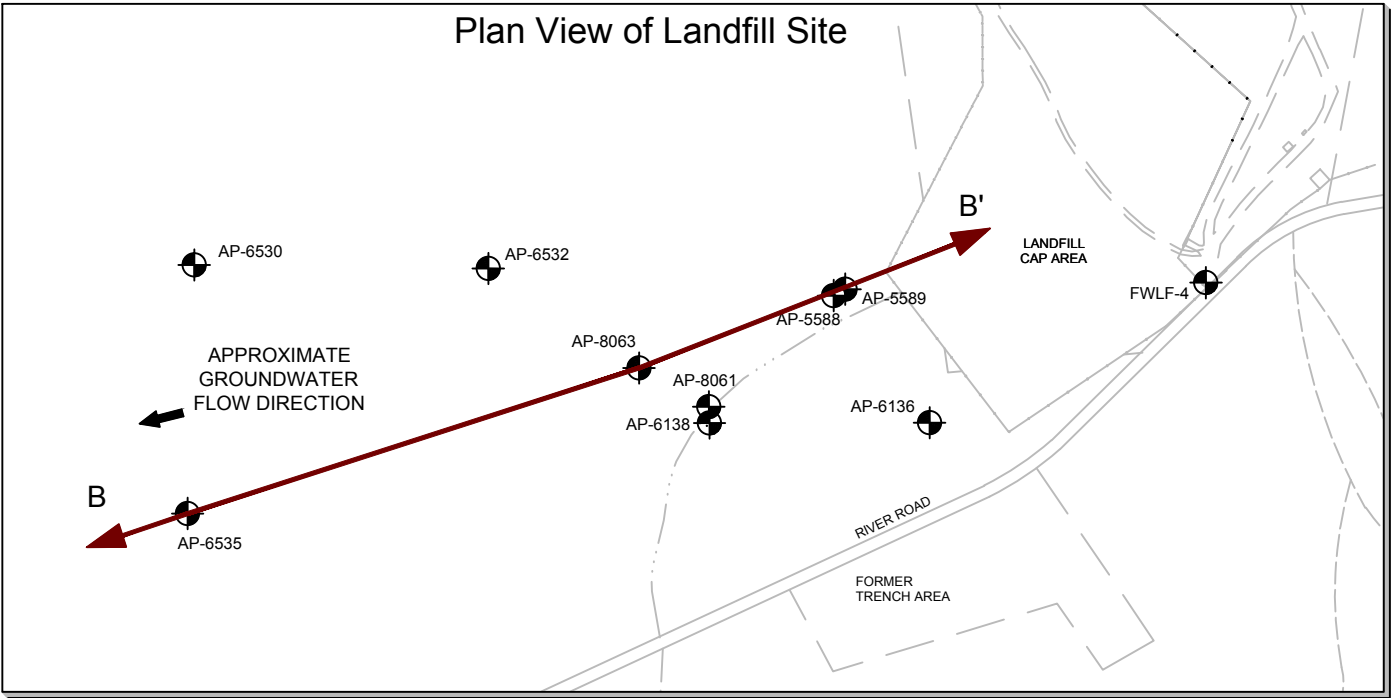 Plan View of Landfill Site
B'
LANDFILL
CAP AREA
AP-6530
AP-6532
FWLF-4
AP-5589
AP-5588
AP-8063
APPROXIMATE
GROUNDWATER
FLOW DIRECTION
AP-8061
AP-6138
AP-6136
B
RIVER ROAD
AP-6535
FORMER
TRENCH AREA